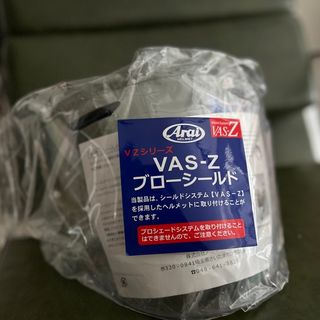 Arai
HELMET
VAS-Z
VZシリーズ
VAS-Z
ブローシールド
当製品は、シールドシステム【VAS-Z】
を採用したヘルメットに取り付けることが
できます。
プロシェードシステムを取り付けること
はできませんので、ご注意ください。